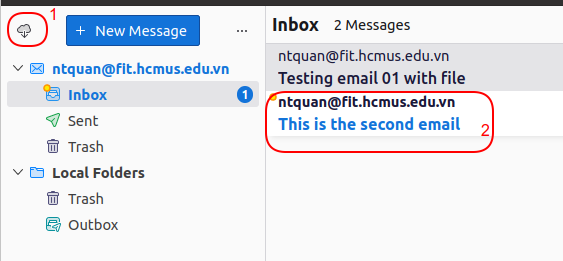 1
+ New Message ...
ntquan@fit.hcmus.edu.vn
Inbox 1
Sent
Trash
Local Folders
Trash
Outbox
Inbox 2 Messages
ntquan@fit.hcmus.edu.vn
Testing email 01 with file
ntquan@fit.hcmus.edu.vn
This is the second email 2